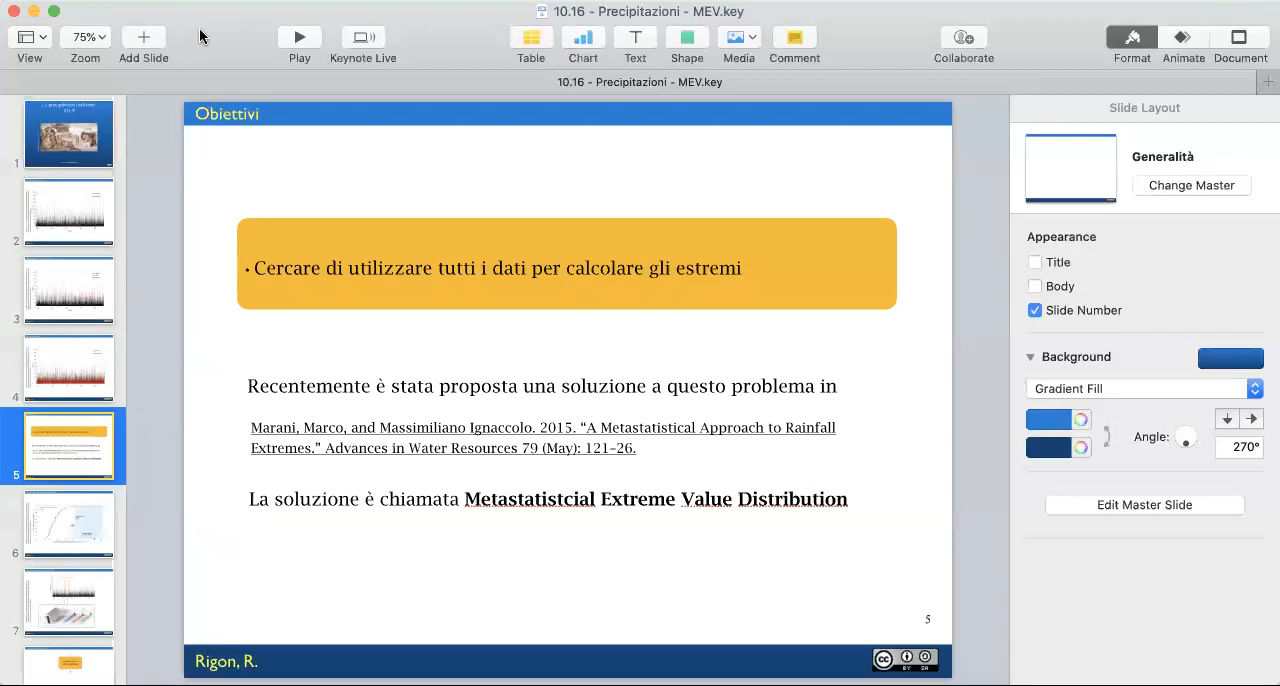 10.16 - Precipitazioni - MEV.key
75%
View
Zoom
Add Slide
Play
Keynote Live
Table
Chart
Text
Shape
Media
Comment
Collaborate
Format
Animate
Document
10.16 - Precipitazioni - MEV.key
1
2
3
4
5
6
7
Obiettivi
• Cercare di utilizzare tutti i dati per calcolare gli estremi
Recentemente è stata proposta una soluzione a questo problema in
Marani, Marco, and Massimiliano Ignaccolo. 2015. “A Metastatistical Approach to Rainfall
Extremes.” Advances in Water Resources 79 (May): 121–26.
La soluzione è chiamata Metastatistcial Extreme Value Distribution
5
Rigon, R.
cc
BY SA
Slide Layout
Generalità
Change Master
Appearance
Title
Body
Slide Number
Background
Gradient Fill
Angle:
270°
Edit Master Slide